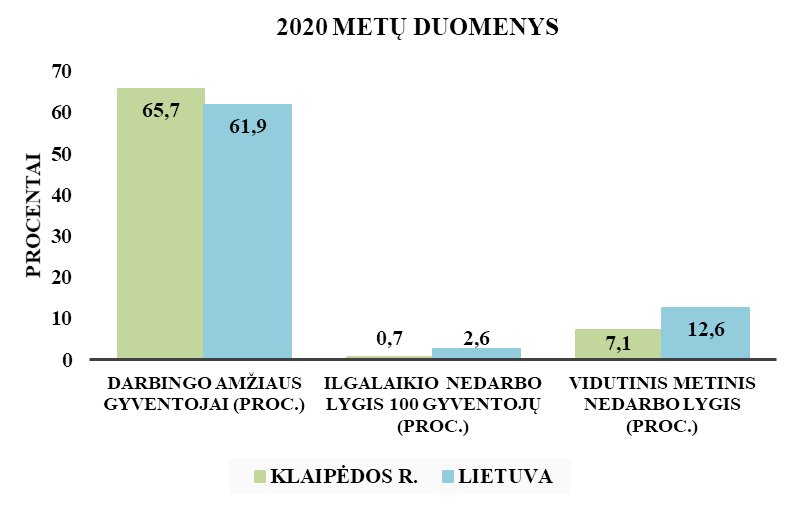 2020 METŲ DUOMENYS
PROCENTAI
70
60
50
40
30
20
10
0
65,7
61,9
0,7
2,6
7,1
12,6
DARBINGO AMŽIAUS
GYVENTOJAI (PROC.)
ILGALAIKIO NEDARBO
LYGIS 100 GYVENTOJŲ
(PROC.)
VIDUTINIS METINIS
NEDARBO LYGIS
(PROC.)
KLAIPĖDOS R.
LIETUVA